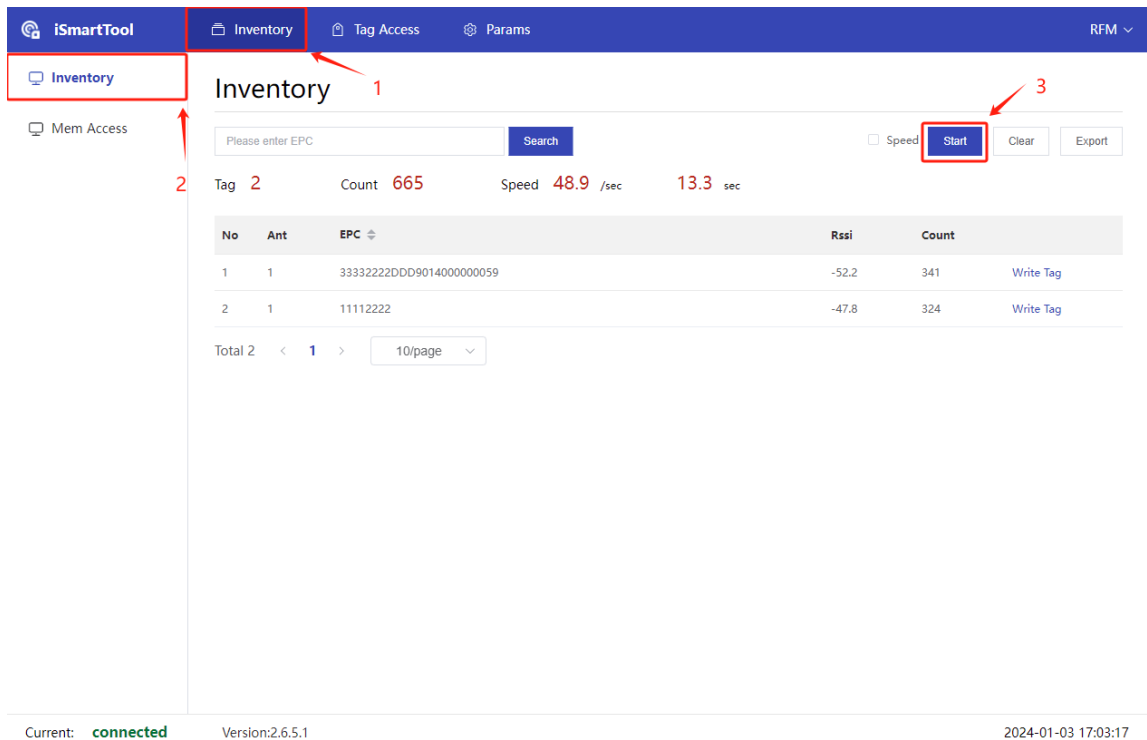 iSmartTool Inventory Tag Access Params RFM
Inventory
Mem Access
1
2
3
Inventory
Please enter EPC Search Speed Start Clear Export
Tag 2 Count 665 Speed 48.9 /sec 13.3 sec
No Ant EPC Rssi Count
1 1 33332222DDD9014000000059 -52.2 341 Write Tag
2 1 11112222 -47.8 324 Write Tag
Total 2 < 1 > 10/page
Current: connected Version:2.6.5.1 2024-01-03 17:03:17